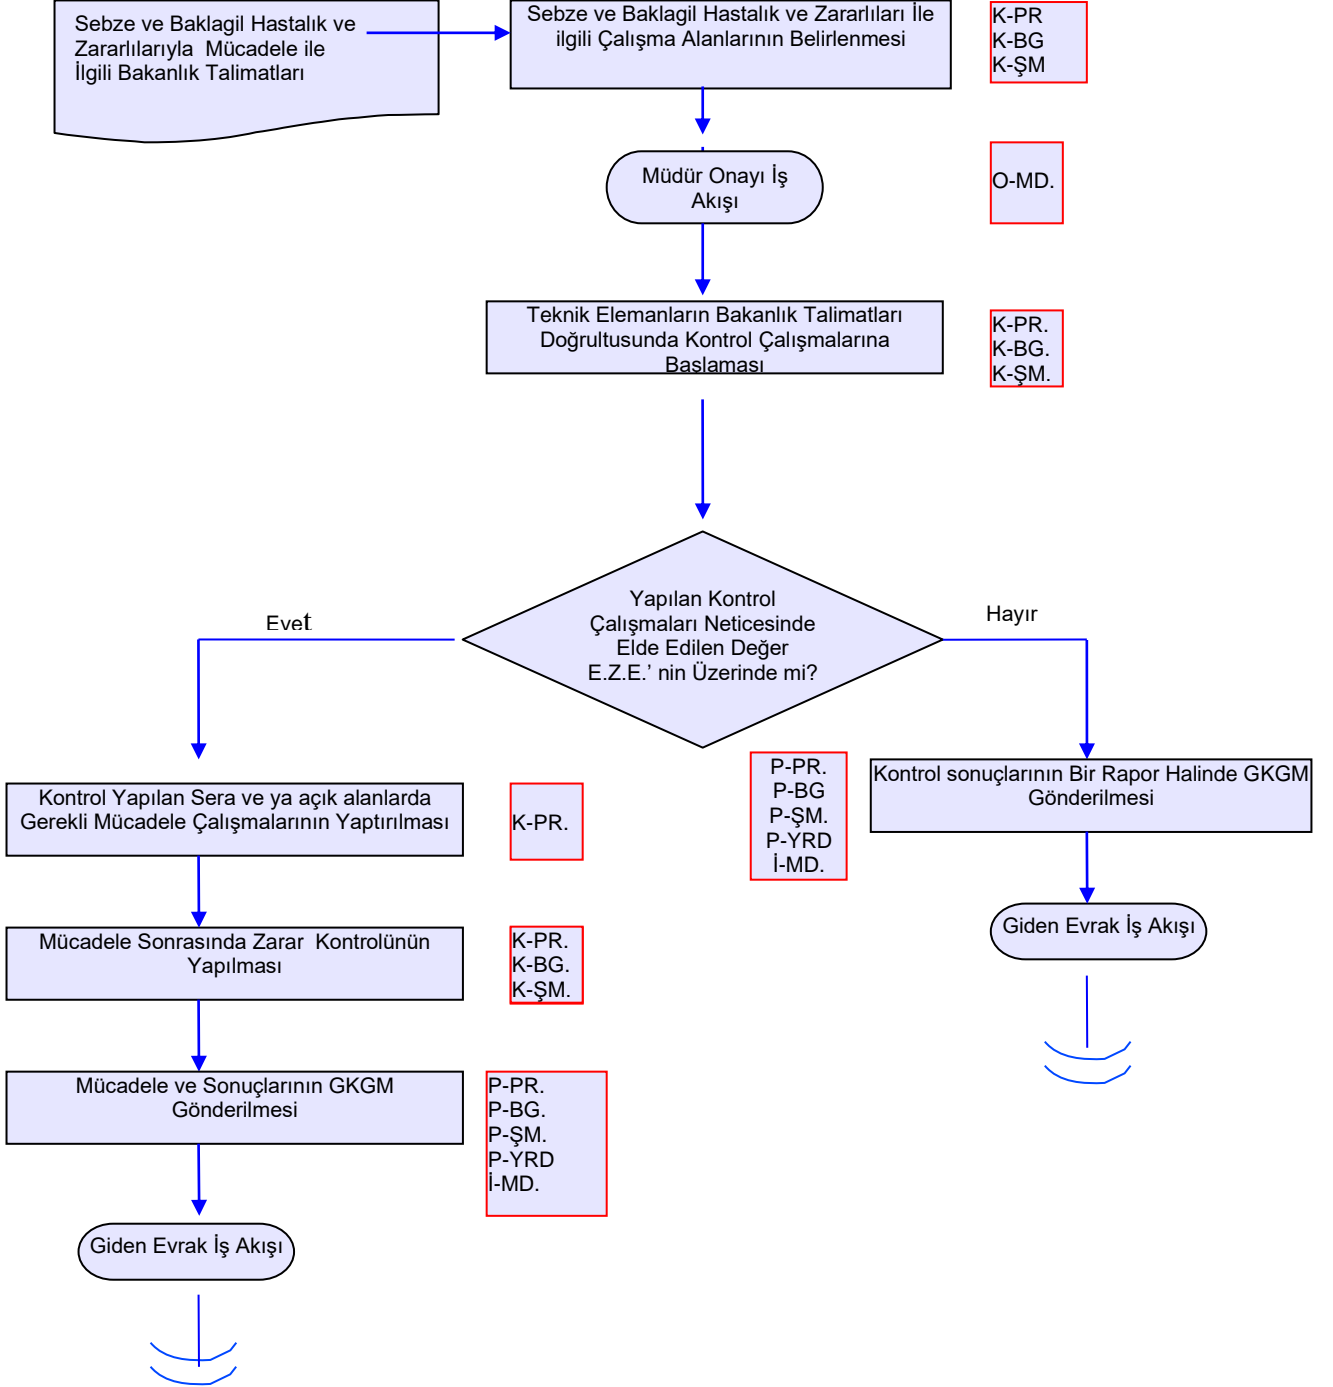 Sebze ve Baklagil Hastalık ve
Zararlılarıyla Mücadele ile
İlgili Bakanlık Talimatları
Sebze ve Baklagil Hastalık ve Zararlıları İle
ilgili Çalışma Alanlarının Belirlenmesi
K-PR
K-BG
K-ŞM
Müdür Onayı İş
Akışı
O-MD.
Teknik Elemanların Bakanlık Talimatları
Doğrultusunda Kontrol Çalışmalarına
Başlaması
K-PR.
K-BG.
K-ŞM.
Yapılan Kontrol
Çalışmaları Neticesinde
Elde Edilen Değer
E.Z.E.’ nin Üzerinde mi?
Evet
Hayır
Kontrol Yapılan Sera ve ya açık alanlarda
Gerekli Mücadele Çalışmalarının Yaptırılması
K-PR.
P-PR.
P-BG
P-ŞM.
P-YRD
İ-MD.
Kontrol sonuçlarının Bir Rapor Halinde GKGM
Gönderilmesi
Giden Evrak İş Akışı
Mücadele Sonrasında Zarar Kontrolünün
Yapılması
K-PR.
K-BG.
K-ŞM.
Mücadele ve Sonuçlarının GKGM
Gönderilmesi
P-PR.
P-BG.
P-ŞM.
P-YRD
İ-MD.
Giden Evrak İş Akışı